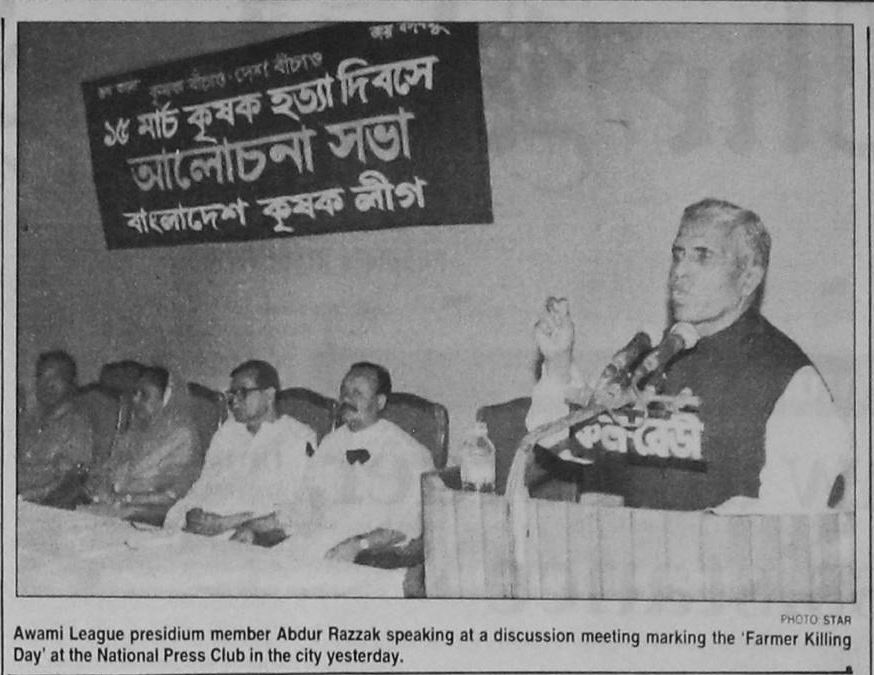 জয় বাংলা কৃষক বাঁচাও-দেশ বাঁচাও জয় বঙ্গবন্ধু
১৫ মার্চ কৃষক হত্যা দিবসে
আলোচনা সভা
বাংলাদেশ কৃষক লীগ
কল-রেডী
PHOTO: STAR
Awami League presidium member Abdur Razzak speaking at a discussion meeting marking the 'Farmer Killing
Day' at the National Press Club in the city yesterday.